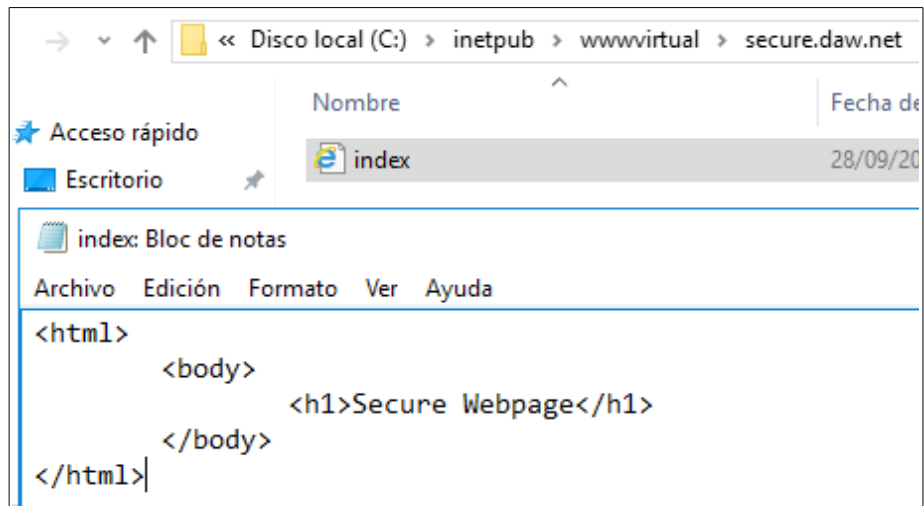 « Disco local (C:) > inetpub > wwwvirtual > secure.daw.net
Nombre
Fecha de
Acceso rápido
index
28/09/20
Escritorio
index: Bloc de notas
Archivo Edición Formato Ver Ayuda
<html>
<body>
<h1>Secure Webpage</h1>
</body>
</html>